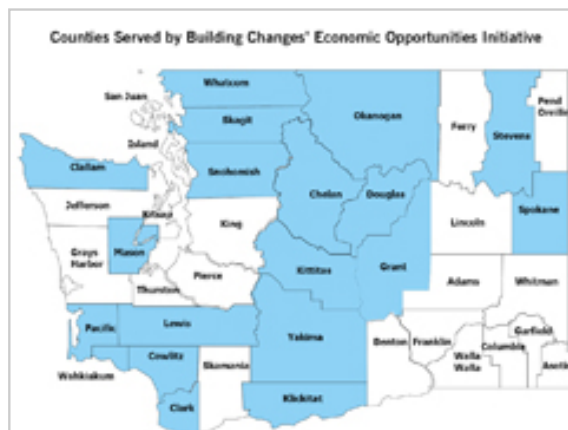 Counties Served by Building Changes' Economic Opportunities Initiative
Whatcom
San Juan
Skagit
Okanogan
Ferry
Stevens
Pend
Oreille
Island
Clallam
Snohomish
Chelan
Douglas
Jefferson
Kitsap
King
Lincoln
Spokane
Grays
Harbor
Mason
Kittitas
Grant
Pierce
Thurston
Adams
Whitman
Pacific
Lewis
Yakima
Benton
Franklin
Garfield
Columbia
Walla
Walla
Asotin
Cowlitz
Skamania
Wahkiakum
Clark
Klickitat